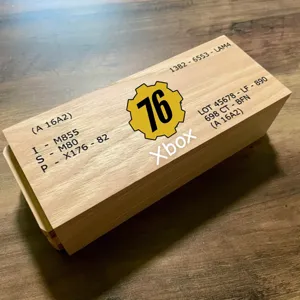 1382 - 6553 - LAM4
(A 16A2)
I - M855
S - M80
P - X176 - 82
76
Xbox
LOT 45678 - LF - 890
698 CT - BFN
(A 16A2)